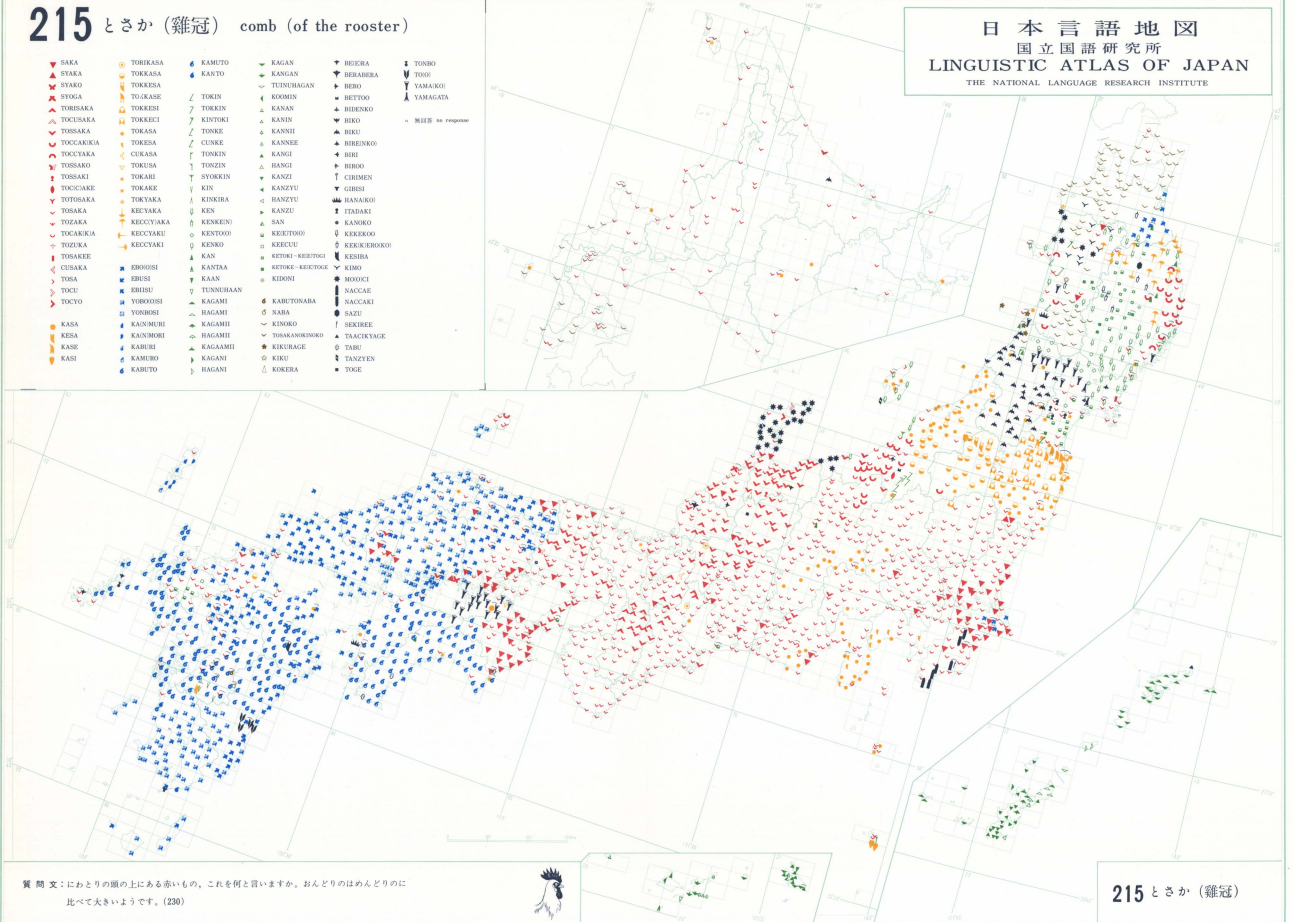 215 とさか（雞冠） comb (of the rooster)
SAKA
SYAKA
SYAKO
SYOGA
TORISAKA
TOCUSAKA
TOSSAKA
TOCCAK(K)A
TOCCYAKA
TOSSAKO
TOSSAKI
TOC(C)AKE
TOTOSAKA
TOSAKA
TOZAKA
TOCAK(K)A
TOZUKA
TOSAKEE
CUSAKA
TOSA
TOCU
TOCYO
KASA
KESA
KASE
KASI
TORIKASA
TOKKASA
TOKKESA
TOKKESI
TOKKECI
TOKASA
TOKESA
CUKASA
TOKUSA
TOKARI
TOKAKE
TOKYAKA
KECYAKA
KECC(Y)AKA
KECCYAKU
KECCYAKI
EBO(O)SI
EBUSI
EBIISU
YOBO(O)SI
YONBOSI
KA(N)MURI
KA(N)MORI
KABURI
KAMURO
KABUTO
KAMUTO
KANTO
TOKIN
TOKKIN
KINTOKI
TONKE
CUNKE
TONKIN
TONZIN
SYOKKIN
KIN
KINKIRA
KEN
KENKE(N)
KENTO(O)
KENKO
KAN
KANTAA
KAAN
TUNNUHAAN
KAGAMI
HAGAMI
KAGAMII
HAGAMII
KAGAAMII
KAGANI
HAGANI
KAGAN
KANGAN
TUINUHAGAN
KOOMIN
KANAN
KANIN
KANNII
KANNEE
KANGI
HANGI
KANZI
KANZYU
HANZYU
KANZU
SAN
KE(E)TO(O)
KEECUU
KETOKI～KE(E)TOGI
KETOKE～KE(E)TOGE
KIDONI
KABUTONABA
NABA
KINOKO
TOSAKANOKINOKO
KIKURAGE
KIKU
KOKERA
BE(E)RA
BERABERA
BERO
BETTOO
BIDENKO
BIKO
BIKU
BIRE(NKO)
BIRI
BIROO
CIRIMEN
GIBISI
HANA(KO)
ITADAKI
KANOKO
KEKEKOO
KEK(K)ERO(KO)
KESIBA
KIMO
MO(O)CI
NACCAE
NACCAKI
SAZU
SEKIREE
TAACIKYAGE
TABU
TANZYEN
TOGE
TONBO
TO(O)
YAMA(KO)
YAMAGATA
無回答 no response
日本言語地図
国立国語研究所
LINGUISTIC ATLAS OF JAPAN
THE NATIONAL LANGUAGE RESEARCH INSTITUTE
質問文：にわとりの頭の上にある赤いもの。これを何と言いますか。おんどりのはめんどりのに
比べて大きいようです。(230)
215 とさか（雞冠）